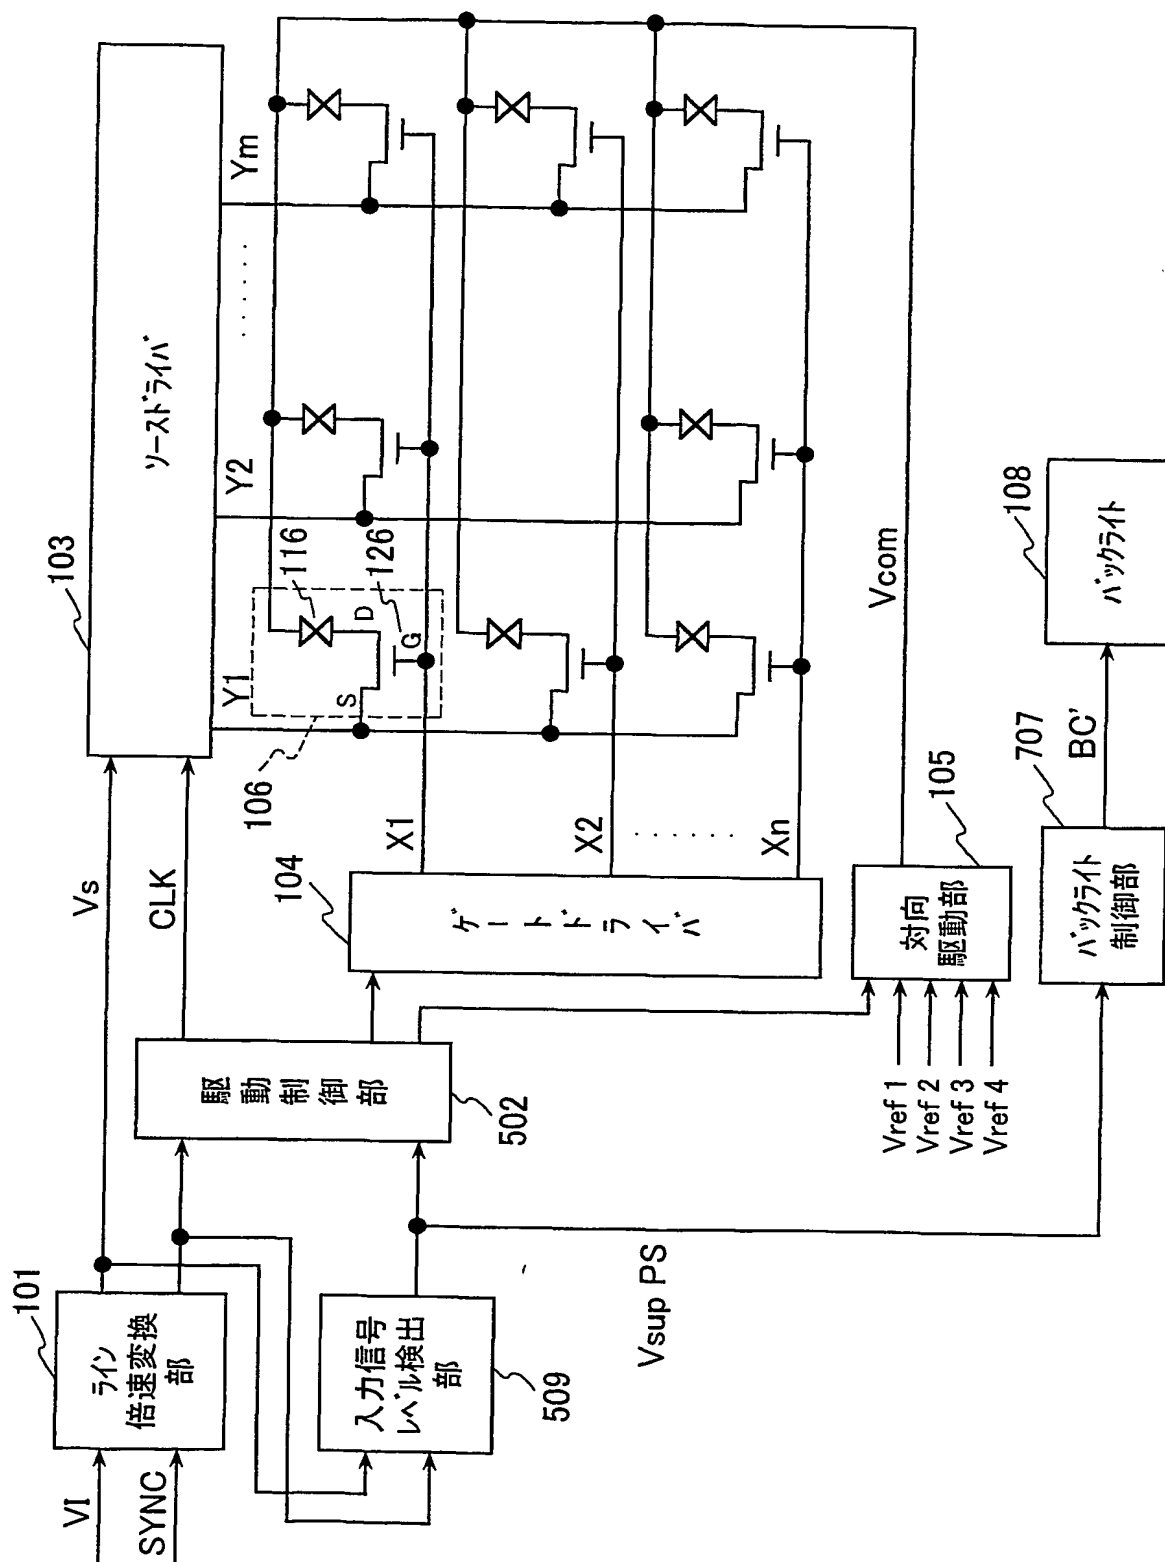 VI
SYNC
101
ライン
倍速変換
部
Vs
CLK
103
ソースドライバ
入力信号
レベル検出
部
509
駆動制御部
502
Vsup PS
104
ゲートドライバ
X1
X2
・・・・・・・
Xn
106
Y1
Y2
・・・・・・
Ym
116
126
S
D
G
Vref 1
Vref 2
Vref 3
Vref 4
対向
駆動部
105
Vcom
バックライト
制御部
707
BC'
バックライト
108